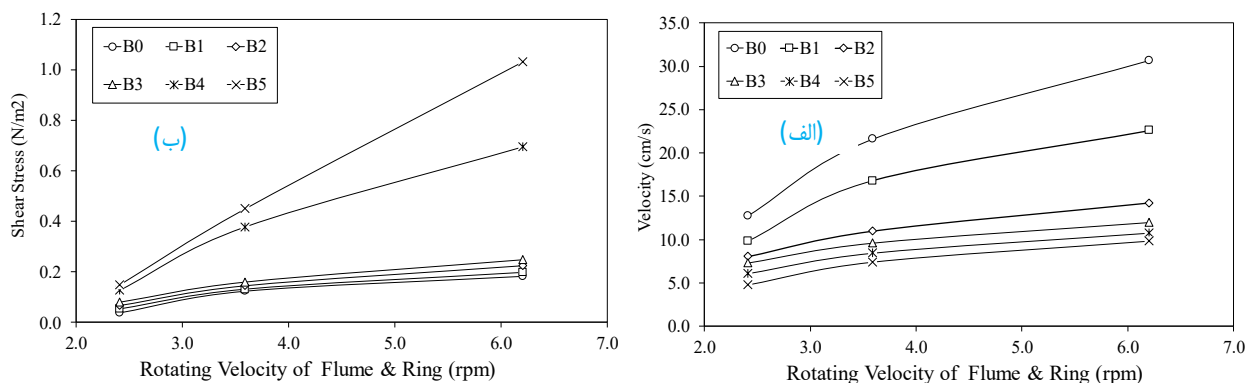 1.2
1.0
0.8
0.6
0.4
0.2
0.0
Shear Stress (N/m2)
B0 B1 B2
B3 B4 B5
(ب)
2.0 3.0 4.0 5.0 6.0 7.0
Rotating Velocity of Flume & Ring (rpm)
35.0
30.0
25.0
20.0
15.0
10.0
5.0
0.0
Velocity (cm/s)
B0 B1 B2
B3 B4 B5
(الف)
2.0 3.0 4.0 5.0 6.0 7.0
Rotating Velocity of Flume & Ring (rpm)